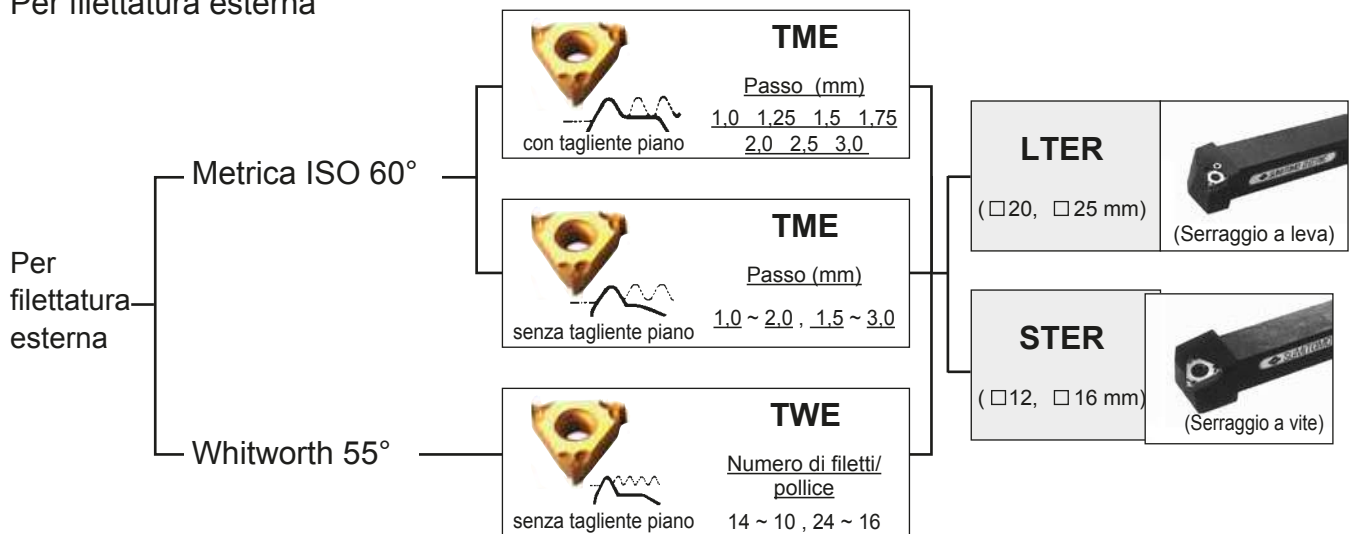 Per filettatura esterna
Per
filettatura
esterna
Metrica ISO 60°
Whitworth 55°
TME
Passo (mm)
1,0 1,25 1,5 1,75
2,0 2,5 3,0
con tagliente piano
TME
Passo (mm)
1,0 ~ 2,0 , 1,5 ~ 3,0
senza tagliente piano
TWE
Numero di filetti/
pollice
14 ~ 10 , 24 ~ 16
senza tagliente piano
LTER
( □20, □25 mm)
(Serraggio a leva)
STER
( □12, □16 mm)
SUMITOMO
(Serraggio a vite)